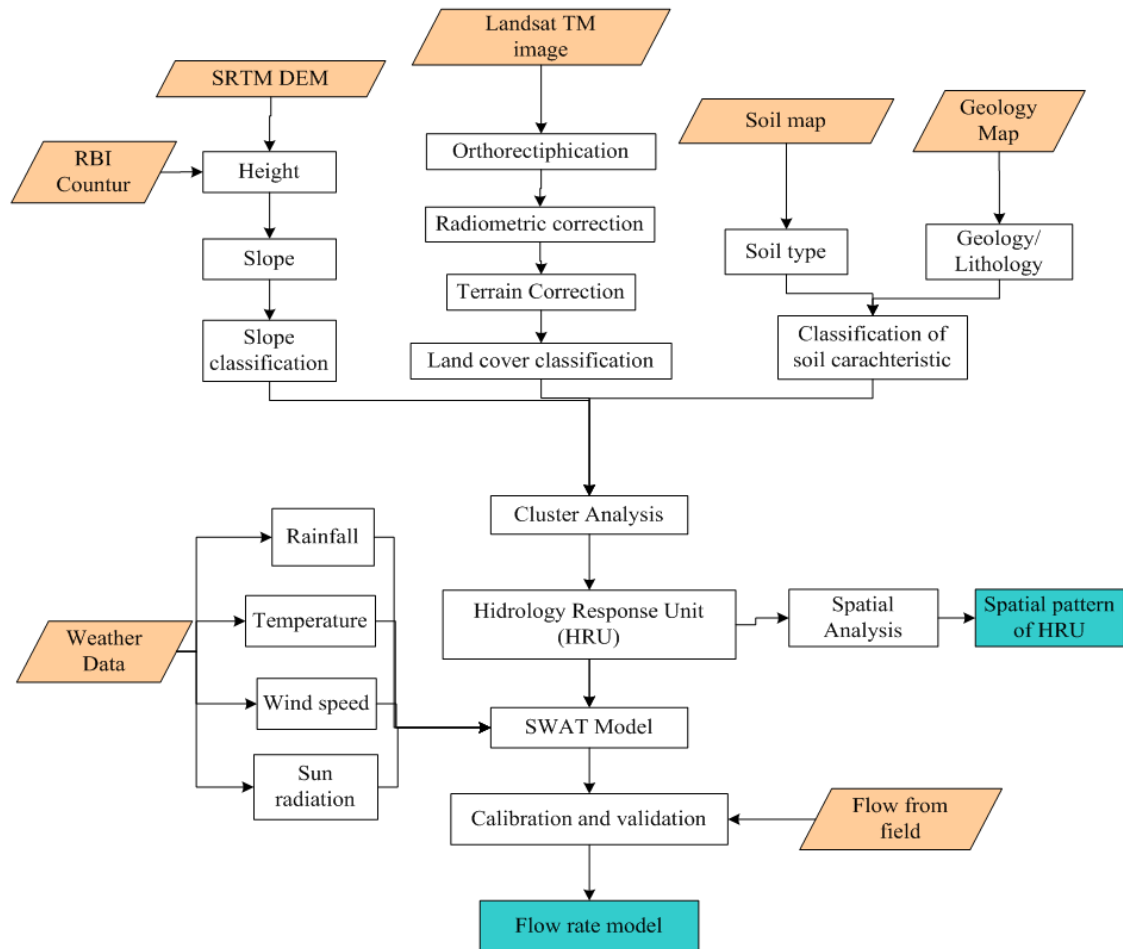 Landsat TM
image
SRTM DEM
Soil map
Geology
Map
RBI
Countur
Height
Orthorectiphication
Radiometric correction
Slope
Soil type
Geology/
Lithology
Terrain Correction
Slope
classification
Land cover classification
Classification of
soil carachteristic
Cluster Analysis
Rainfall
Temperature
Hidrology Response Unit
(HRU)
Spatial
Analysis
Spatial pattern
of HRU
Weather
Data
Wind speed
SWAT Model
Sun
radiation
Calibration and validation
Flow from
field
Flow rate model